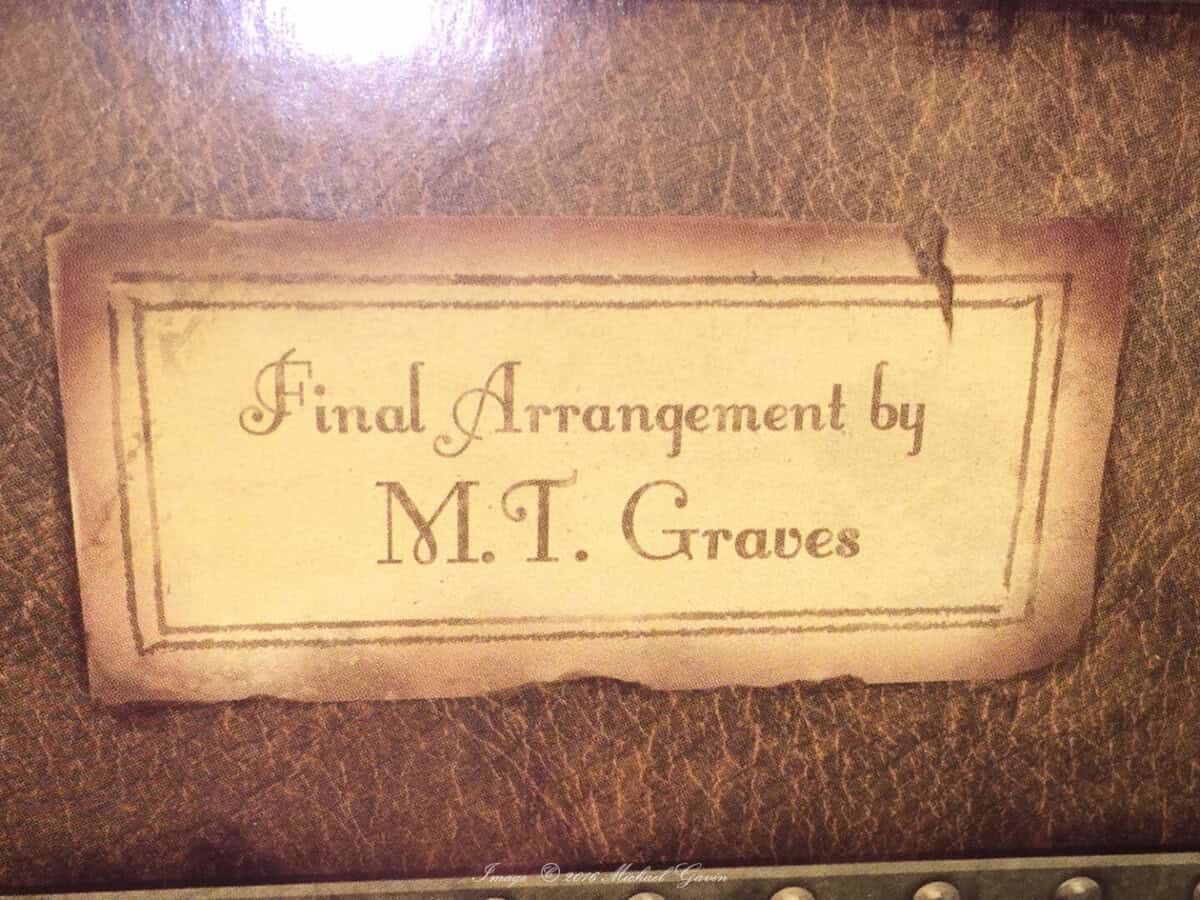 Final Arrangement by
M.T. Graves
Image © 2016 Michael Gavin